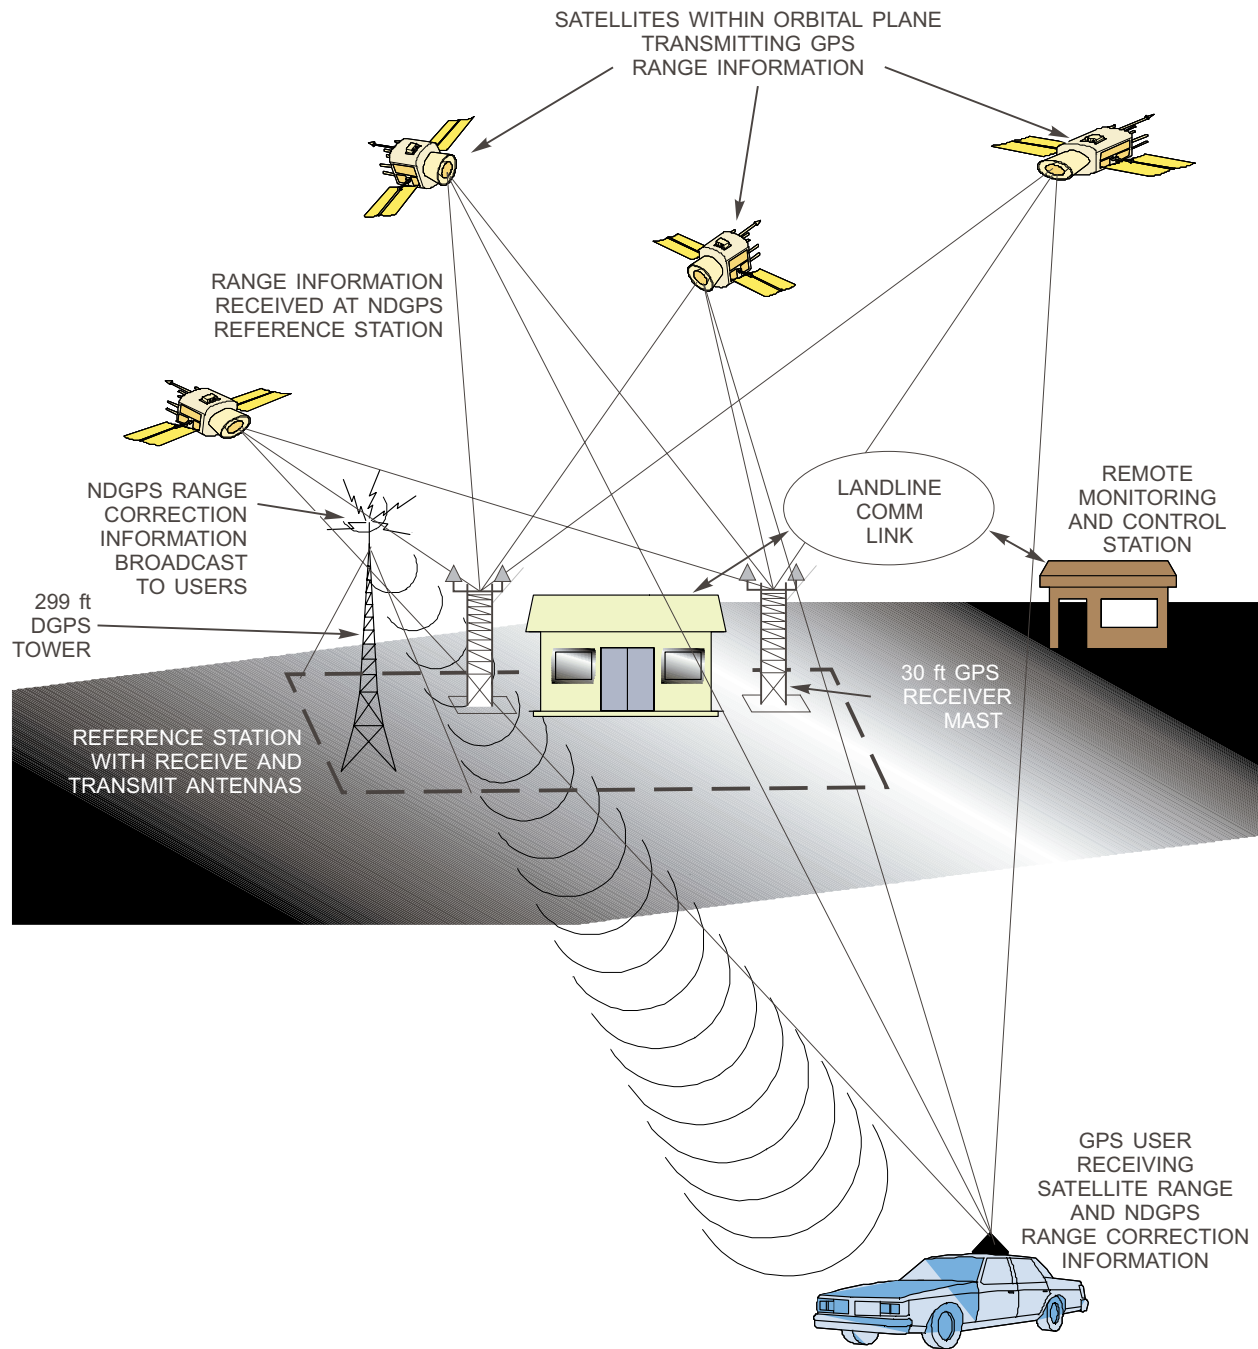 SATELLITES WITHIN ORBITAL PLANE
TRANSMITTING GPS
RANGE INFORMATION
RANGE INFORMATION
RECEIVED AT NDGPS
REFERENCE STATION
NDGPS RANGE
CORRECTION
INFORMATION
BROADCAST
TO USERS
LANDLINE
COMM
LINK
REMOTE
MONITORING
AND CONTROL
STATION
299 ft
DGPS
TOWER
30 ft GPS
RECEIVER
MAST
REFERENCE STATION
WITH RECEIVE AND
TRANSMIT ANTENNAS
GPS USER
RECEIVING
SATELLITE RANGE
AND NDGPS
RANGE CORRECTION
INFORMATION